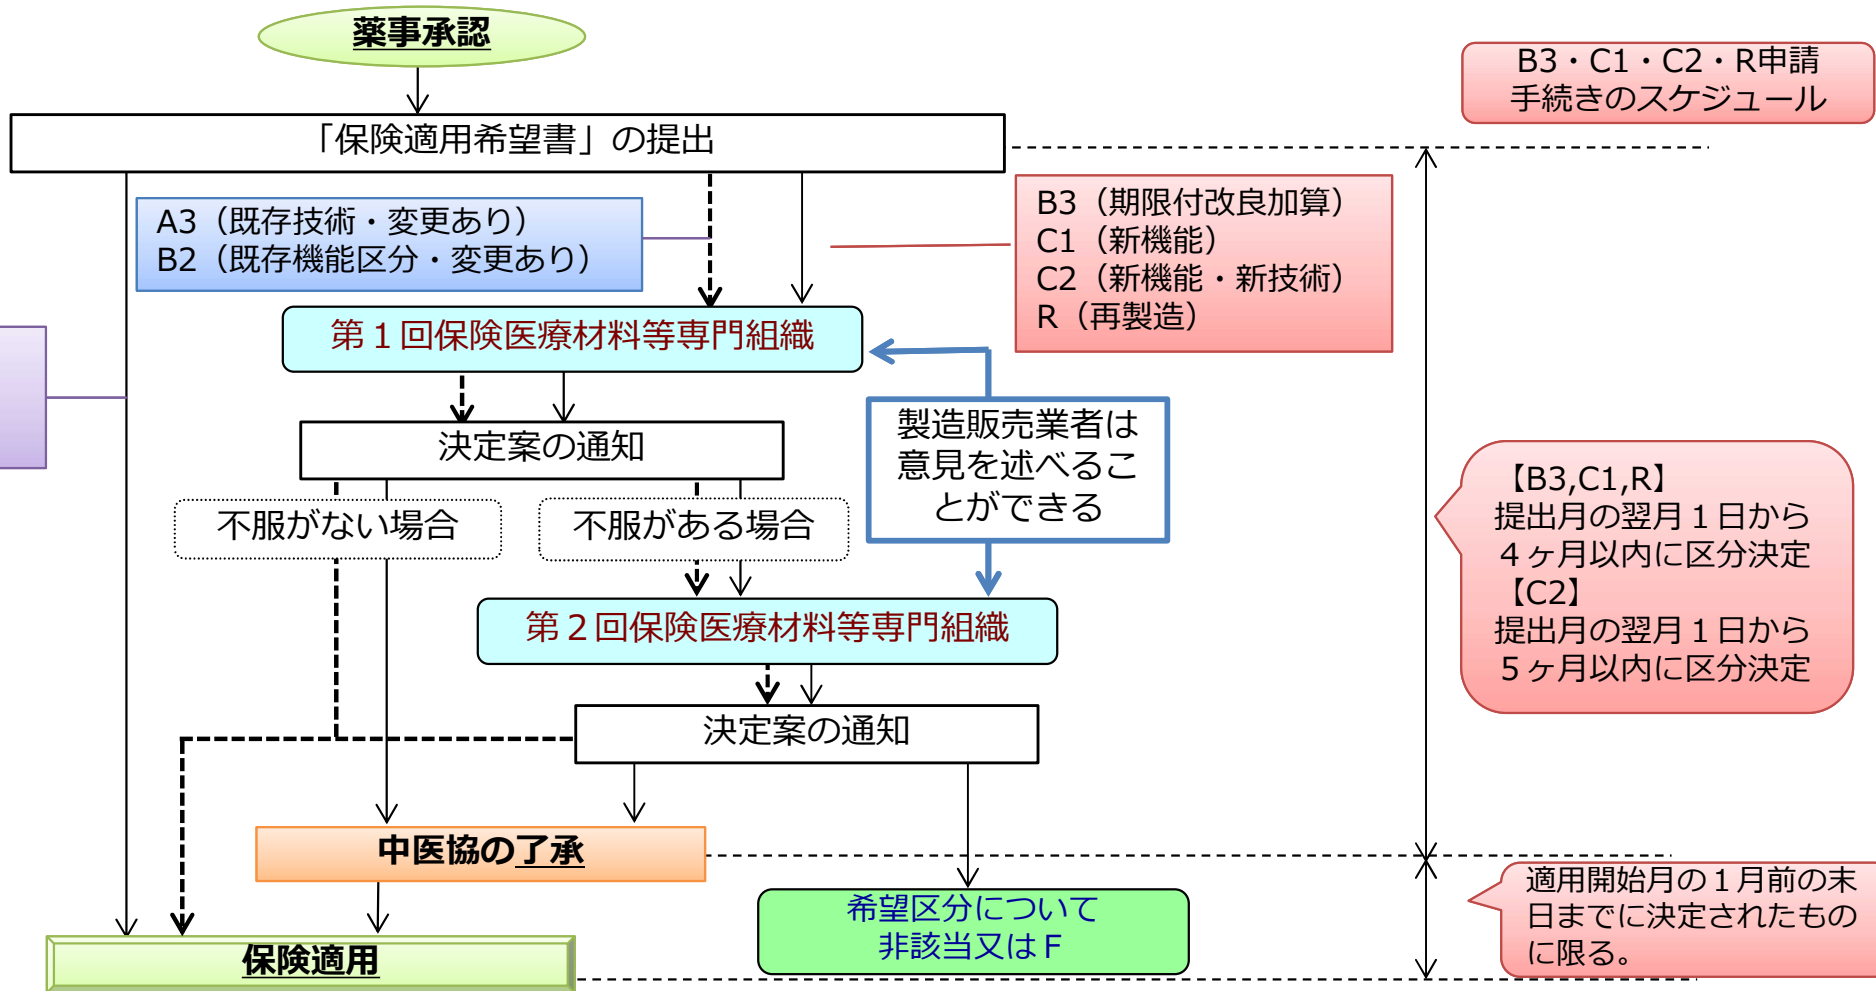 薬事承認
B3・C1・C2・R申請
手続きのスケジュール
「保険適用希望書」の提出
A3（既存技術・変更あり）
B2（既存機能区分・変更あり）
B3（期限付改良加算）
C1（新機能）
C2（新機能・新技術）
R（再製造）
第１回保険医療材料等専門組織
決定案の通知
製造販売業者は
意見を述べるこ
とができる
不服がない場合
不服がある場合
【B3,C1,R】
提出月の翌月１日から
４ヶ月以内に区分決定
【C2】
提出月の翌月１日から
５ヶ月以内に区分決定
第２回保険医療材料等専門組織
決定案の通知
中医協の了承
希望区分について
非該当又はＦ
適用開始月の１月前の末
日までに決定されたもの
に限る。
保険適用